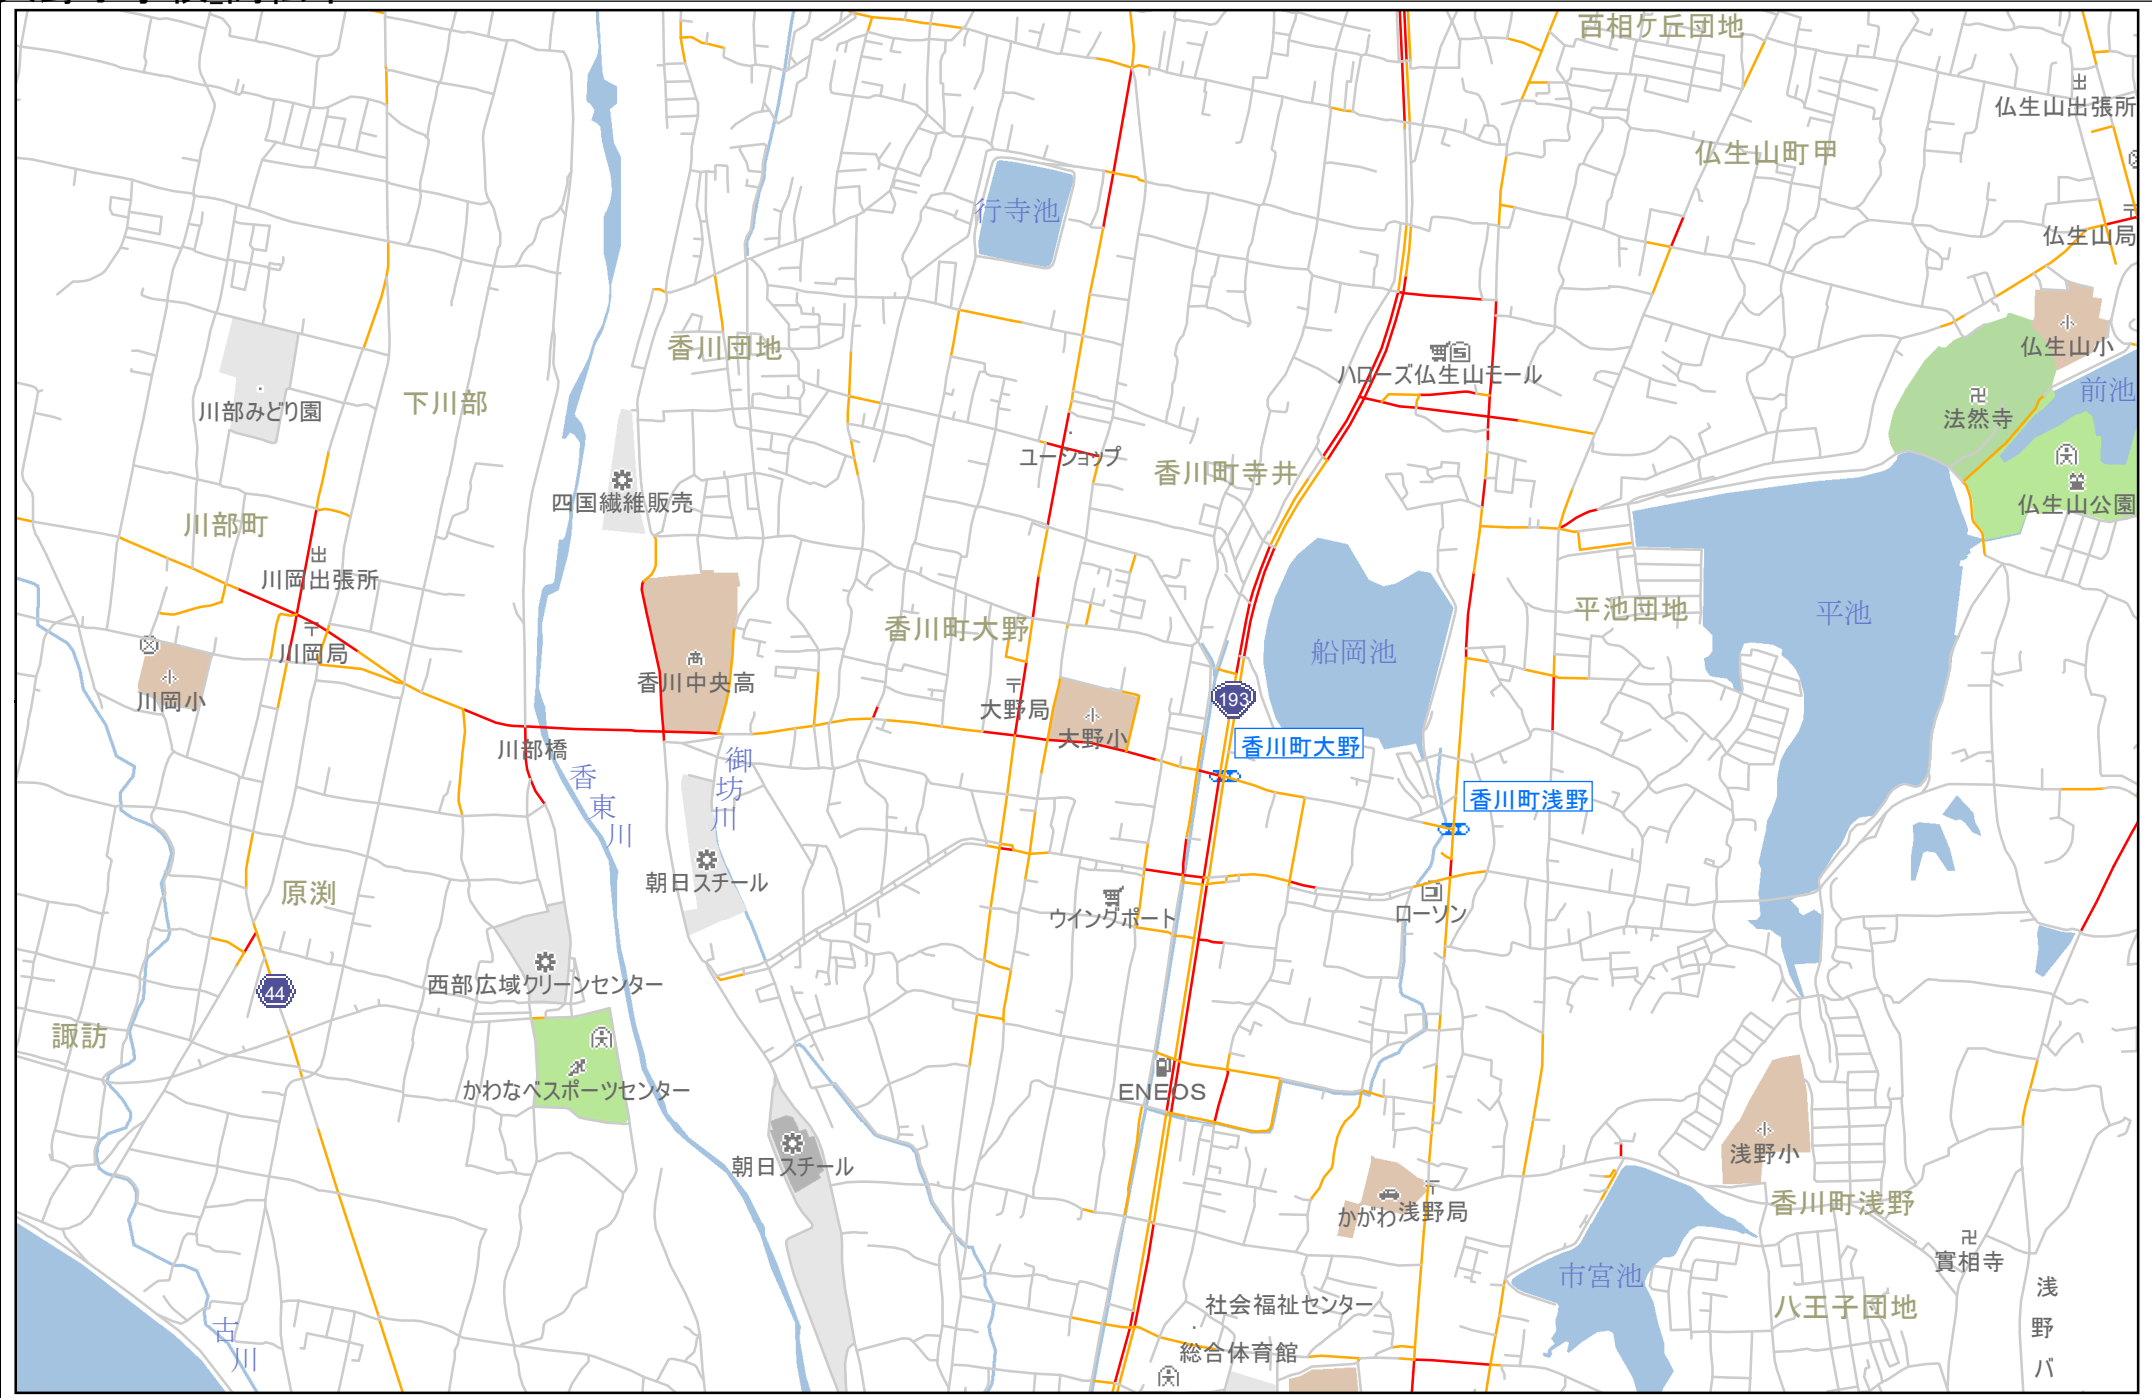 百相ケ丘団地
仏生山出張所
仏生山町甲
行寺池
仏生山局
香川団地
仏生山小
ハローズ仏生山モール
前池
下川部
川部みどり園
法然寺
ユーショップ
香川町寺井
四国繊維販売
仏生山公園
川部町
川岡出張所
平池団地
平池
香川町大野
船岡池
川岡局
香川中央高
川岡小
大野局
193
大野小
川部橋
香川町大野
御坊川
香東川
香川町浅野
朝日スチール
原渕
ウイングポート
ローソン
西部広域クリーンセンター
44
諏訪
かわなべスポーツセンター
ENEOS
浅野小
朝日スチール
香川町浅野
かがわ
浅野局
實相寺
市宮池
浅野バ
社会福祉センター
八王子団地
古川
総合体育館